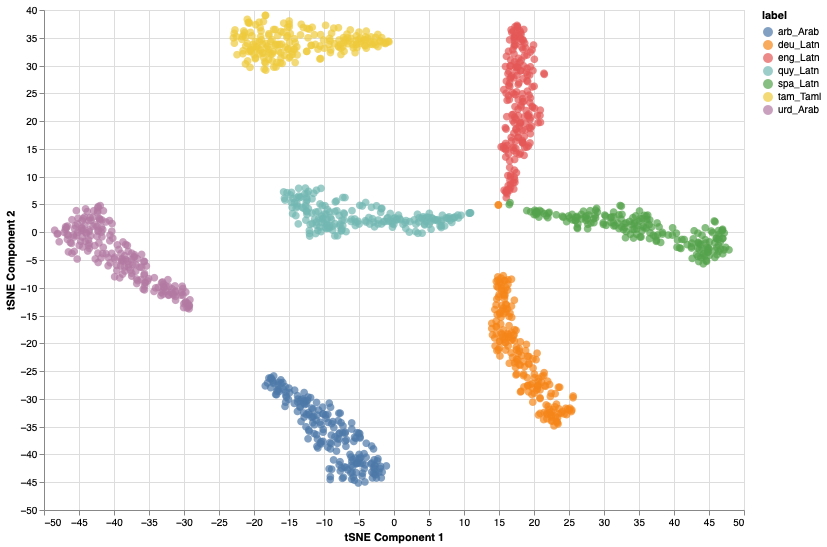 label
arb_Arab
deu_Latn
eng_Latn
quy_Latn
spa_Latn
tam_Taml
urd_Arab
tSNE Component 2
40
35
30
25
20
15
10
5
0
−5
−10
−15
−20
−25
−30
−35
−40
−45
−50
−50 −45 −40 −35 −30 −25 −20 −15 −10 −5 0 5 10 15 20 25 30 35 40 45 50
tSNE Component 1